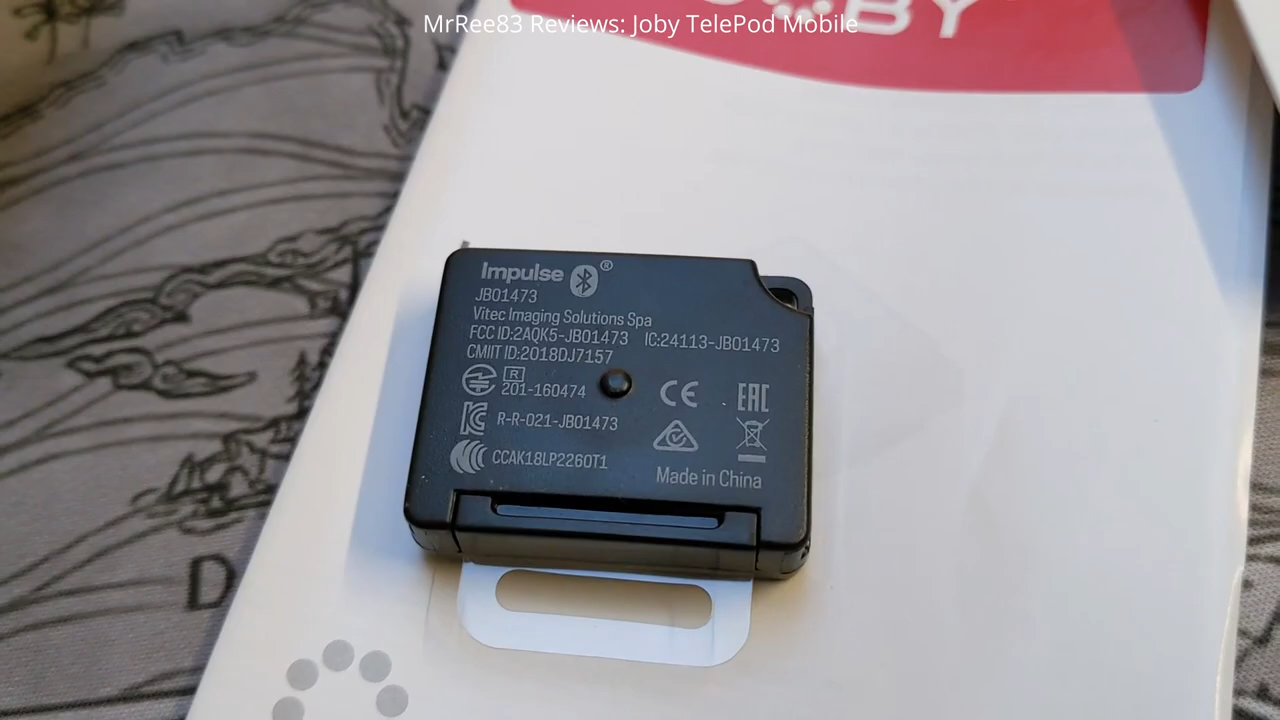 MrRee83 Reviews: Joby TelePod Mobile
OBY
Impulse ®
JB01473
Vitec Imaging Solutions Spa
FCC ID:2AQK5-JB01473 IC:24113-JB01473
CMIIT ID:2018DJ7157
R
201-160474
CE
EAC
R-R-021-JB01473
CCAK18LP2260T1
Made in China
D